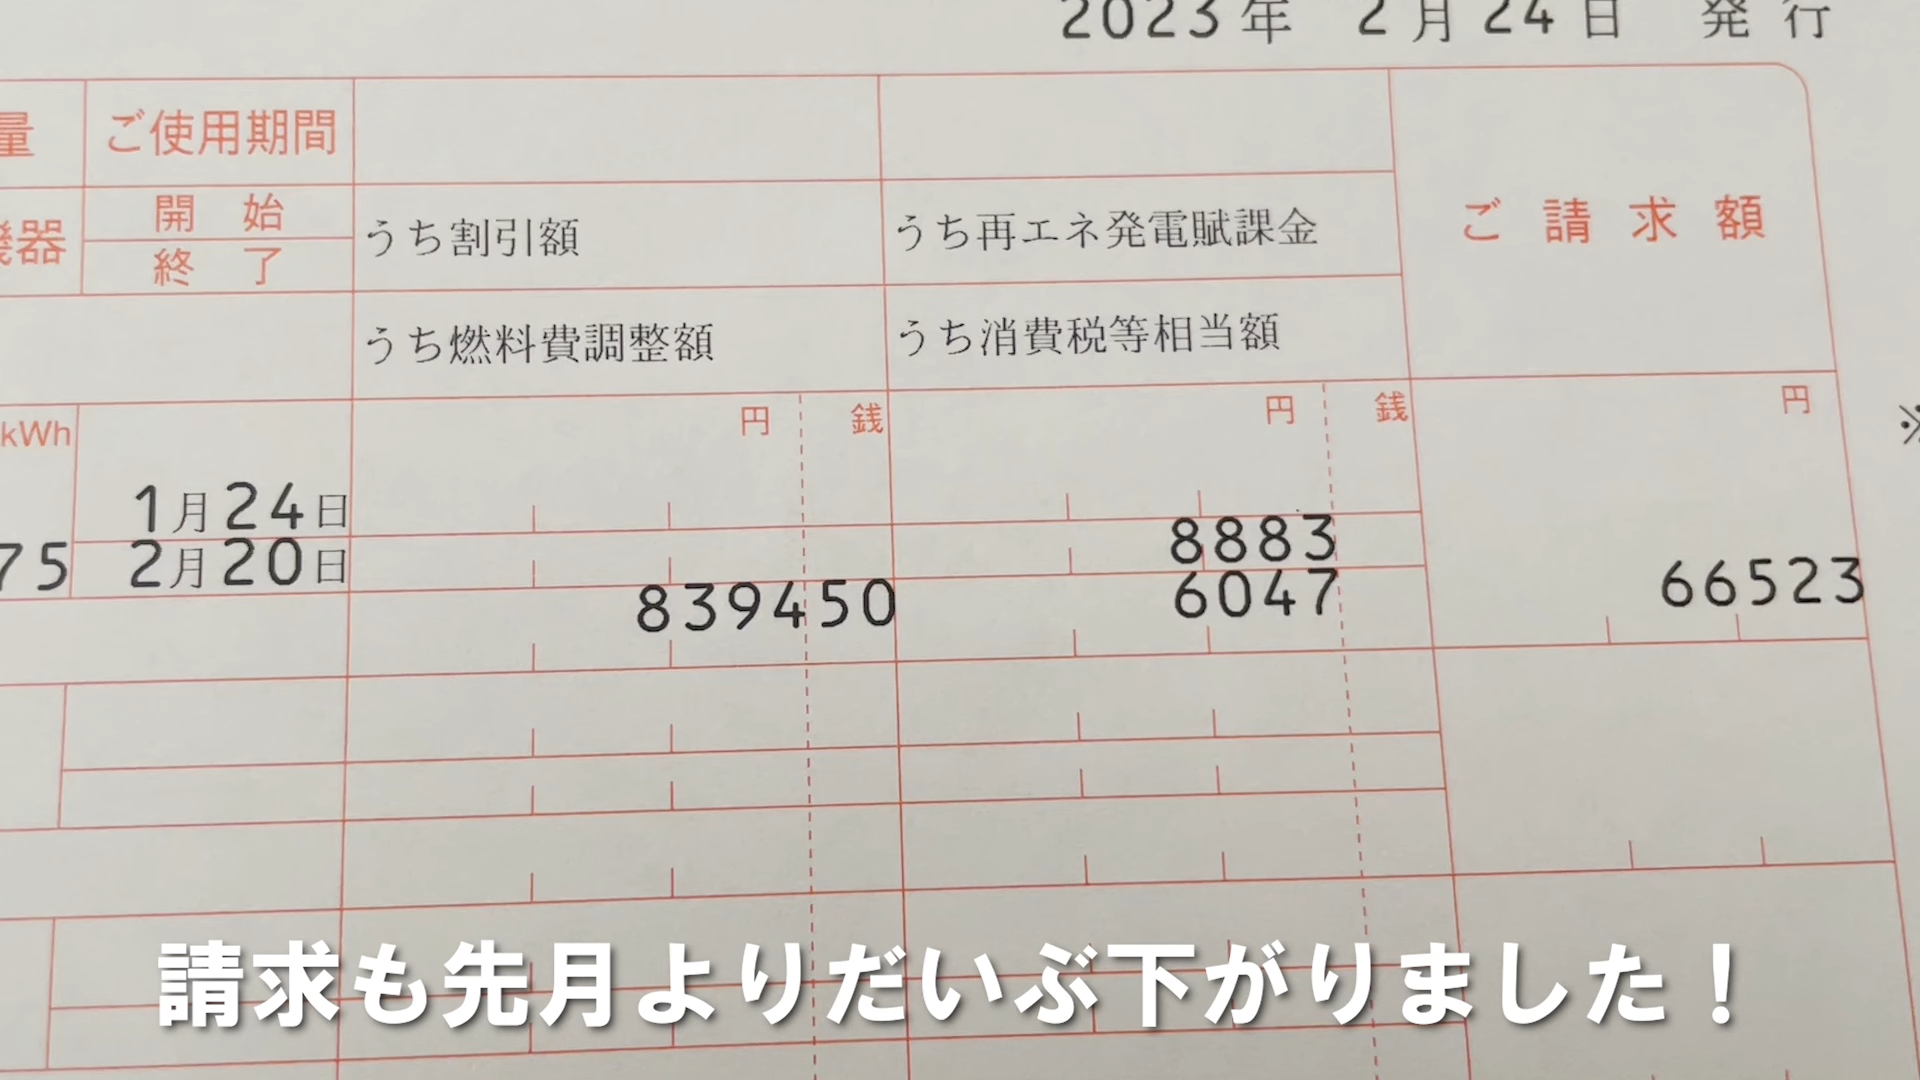 2023年 2月24日 発行
量
ご使用期間
機器
開始
終了
うち割引額
うち再エネ発電賦課金
ご請求額
うち燃料費調整額
うち消費税等相当額
kWh
円 銭
円 銭
円
※
1月24日
75
2月20日
8883
839450
6047
66523
請求も先月よりだいぶ下がりました！